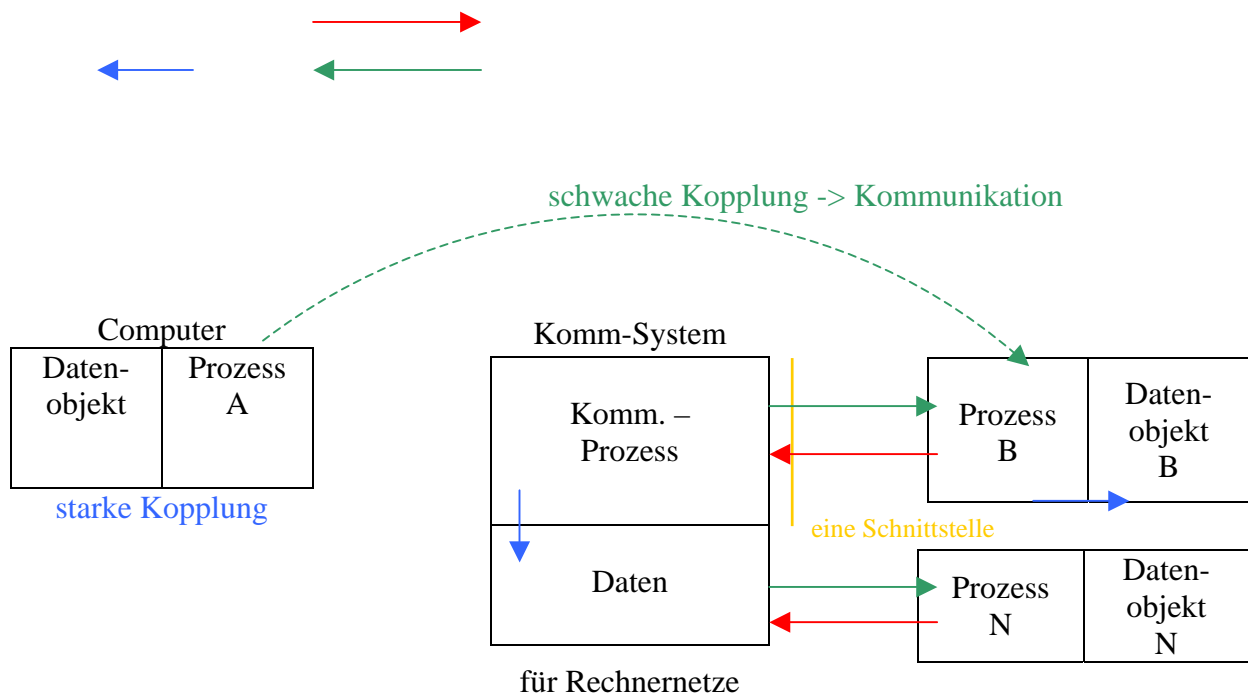 schwache Kopplung -> Kommunikation
Computer
Daten-
objekt
Prozess
A
starke Kopplung
Komm-System
Komm. –
Prozess
Daten
für Rechnernetze
Prozess
B
Daten-
objekt
B
eine Schnittstelle
Prozess
N
Daten-
objekt
N